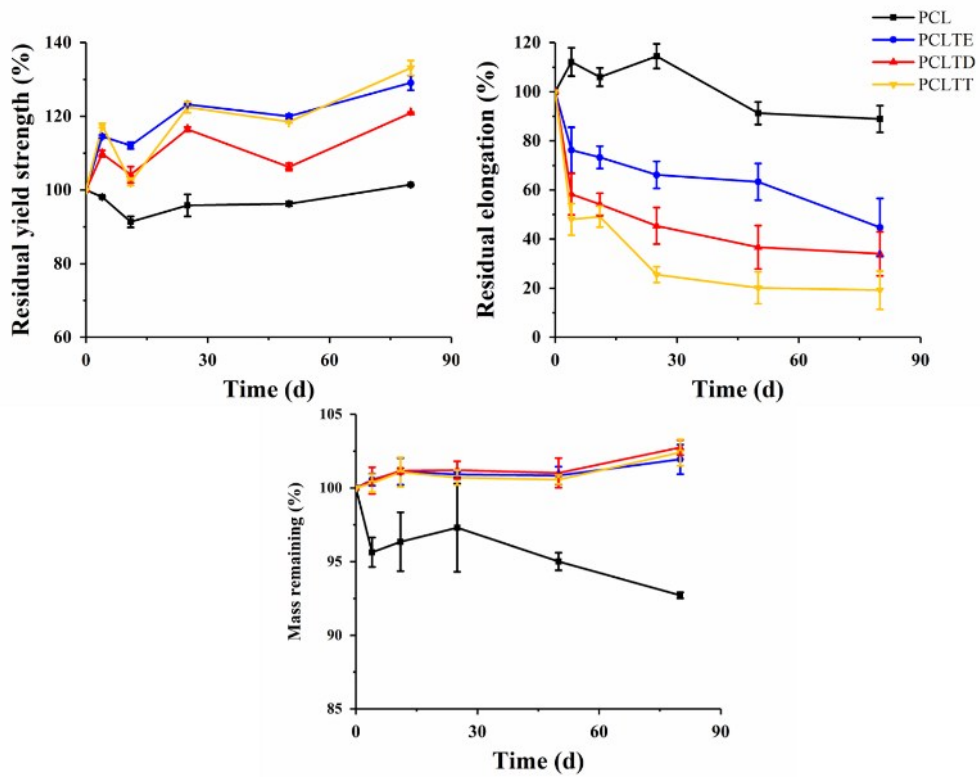 PCL
PCLTE
PCLTD
PCLTT
Residual yield strength (%)
140
120
100
80
60
0
30
60
90
Time (d)
Residual elongation (%)
120
100
80
60
40
20
0
0
30
60
90
Time (d)
Mass remaining (%)
105
100
95
90
85
0
30
60
90
Time (d)